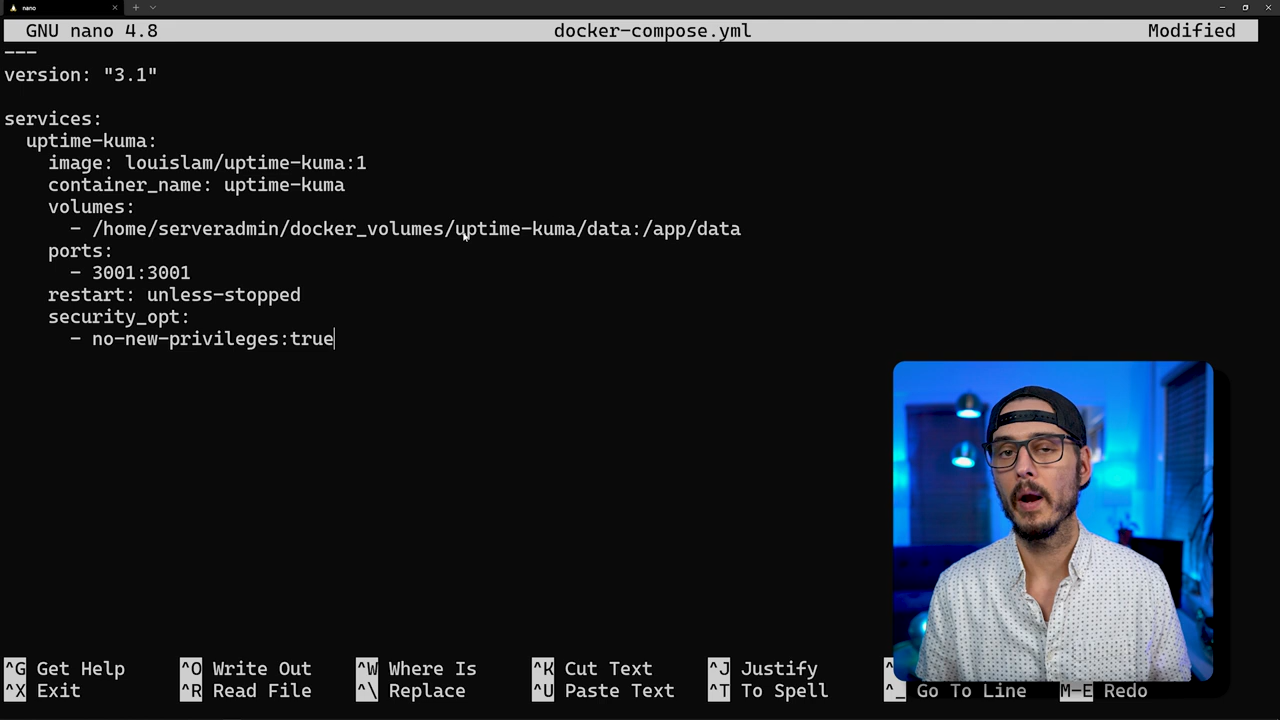 nano
GNU nano 4.8 docker-compose.yml Modified
---
version: "3.1"
services:
  uptime-kuma:
    image: louislam/uptime-kuma:1
    container_name: uptime-kuma
    volumes:
      - /home/serveradmin/docker_volumes/uptime-kuma/data:/app/data
    ports:
      - 3001:3001
    restart: unless-stopped
    security_opt:
      - no-new-privileges:true
^G Get Help ^O Write Out ^W Where Is ^K Cut Text ^J Justify
^X Exit ^R Read File ^\ Replace ^U Paste Text ^T To Spell ^_ Go To Line M-E Redo